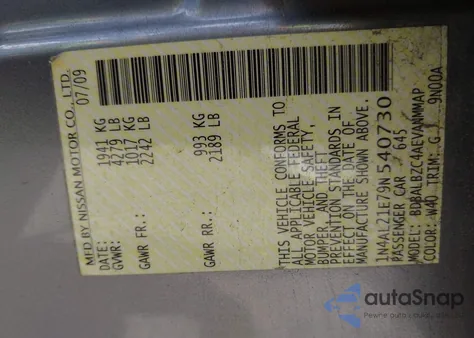 MFD BY NISSAN MOTOR CO., LTD.
07/09
GVWR: 1941 KG
4279 LB
GAWR FR: 1017 KG
2242 LB
GAWR RR: 993 KG
2189 LB
THIS VEHICLE CONFORMS TO
ALL APPLICABLE FEDERAL
MOTOR VEHICLE SAFETY,
BUMPER, AND THEFT
PREVENTION STANDARDS IN
EFFECT ON THE DATE OF
MANUFACTURE SHOWN ABOVE.
1N4AL21E79N540730
PASSENGER CAR 645
MODEL: BDBALBZC4AEVANMMAP
COLOR: W40 TRIM: G 9N00A
autoSnap